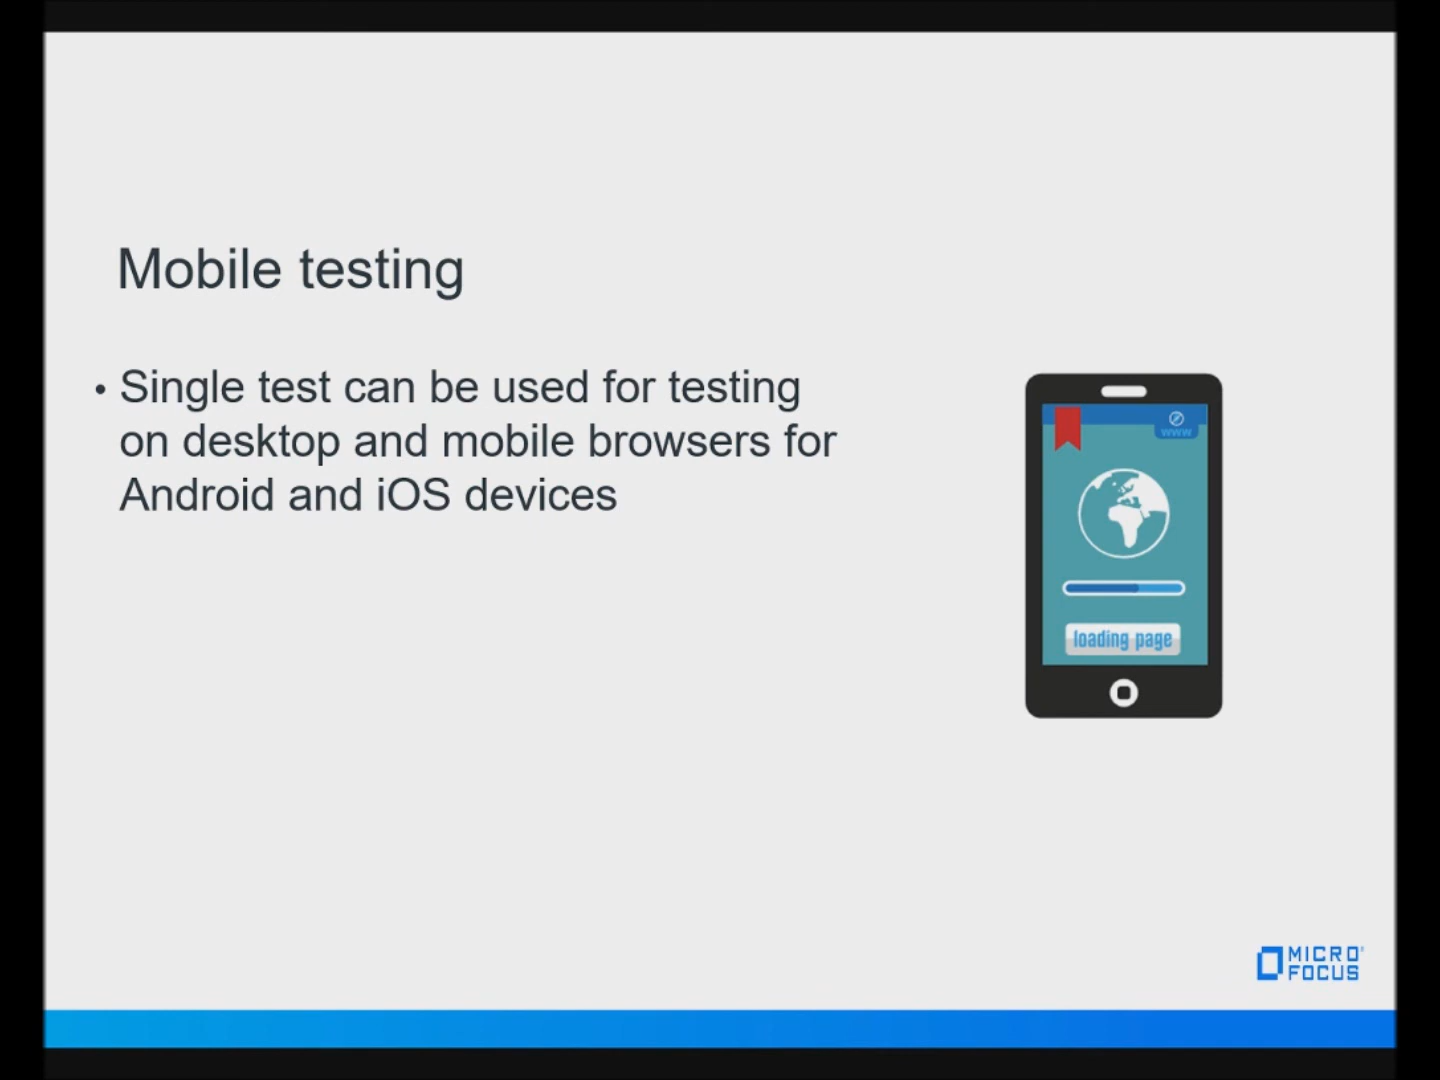 Mobile testing
• Single test can be used for testing
on desktop and mobile browsers for
Android and iOS devices
www
loading page
MICRO®
FOCUS